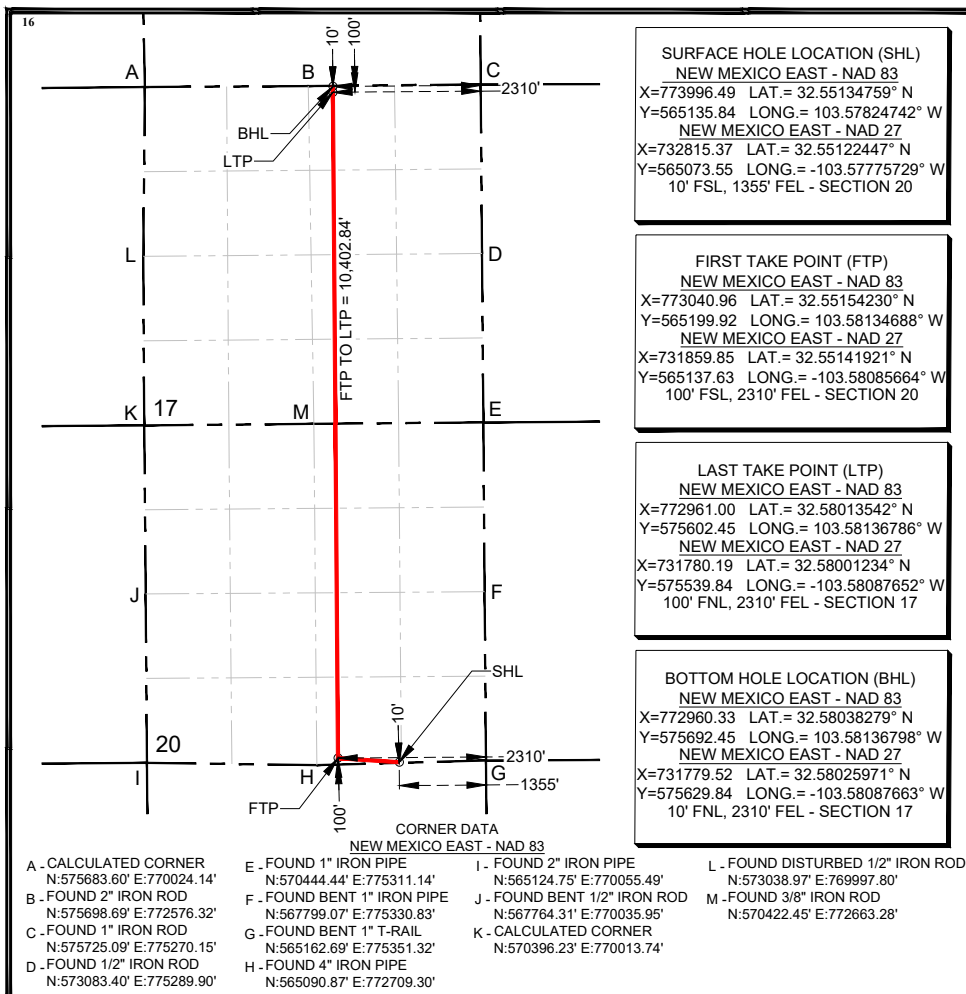 16
10'
100'
A
B
C
2310'
BHL
LTP
FTP TO LTP = 10,402.84'
L
D
K
17
M
E
J
F
SHL
10'
20
2310'
I
H
G
1355'
FTP
100'
SURFACE HOLE LOCATION (SHL)
NEW MEXICO EAST - NAD 83
X=773996.49 LAT.= 32.55134759° N
Y=565135.84 LONG.= 103.57824742° W
NEW MEXICO EAST - NAD 27
X=732815.37 LAT.= 32.55122447° N
Y=565073.55 LONG.= -103.57775729° W
10' FSL, 1355' FEL - SECTION 20
FIRST TAKE POINT (FTP)
NEW MEXICO EAST - NAD 83
X=773040.96 LAT.= 32.55154230° N
Y=565199.92 LONG.= 103.58134688° W
NEW MEXICO EAST - NAD 27
X=731859.85 LAT.= 32.55141921° N
Y=565137.63 LONG.= -103.58085664° W
100' FSL, 2310' FEL - SECTION 20
LAST TAKE POINT (LTP)
NEW MEXICO EAST - NAD 83
X=772961.00 LAT.= 32.58013542° N
Y=575602.45 LONG.= 103.58136786° W
NEW MEXICO EAST - NAD 27
X=731780.19 LAT.= 32.58001234° N
Y=575539.84 LONG.= -103.58087652° W
100' FNL, 2310' FEL - SECTION 17
BOTTOM HOLE LOCATION (BHL)
NEW MEXICO EAST - NAD 83
X=772960.33 LAT.= 32.58038279° N
Y=575692.45 LONG.= 103.58136798° W
NEW MEXICO EAST - NAD 27
X=731779.52 LAT.= 32.58025971° N
Y=575629.84 LONG.= -103.58087663° W
10' FNL, 2310' FEL - SECTION 17
CORNER DATA
NEW MEXICO EAST - NAD 83
A - CALCULATED CORNER
N:575683.60' E:770024.14'
B - FOUND 2" IRON ROD
N:575698.69' E:772576.32'
C - FOUND 1" IRON ROD
N:575725.09' E:775270.15'
D - FOUND 1/2" IRON ROD
N:573083.40' E:775289.90'
E - FOUND 1" IRON PIPE
N:570444.44' E:775311.14'
F - FOUND BENT 1" IRON PIPE
N:567799.07' E:775330.83'
G - FOUND BENT 1" T-RAIL
N:565162.69' E:775351.32'
H - FOUND 4" IRON PIPE
N:565090.87' E:772709.30'
I - FOUND 2" IRON PIPE
N:565124.75' E:770055.49'
J - FOUND BENT 1/2" IRON ROD
N:567764.31' E:770035.95'
K - CALCULATED CORNER
N:570396.23' E:770013.74'
L - FOUND DISTURBED 1/2" IRON ROD
N:573038.97' E:769997.80'
M - FOUND 3/8" IRON ROD
N:570422.45' E:772663.28'